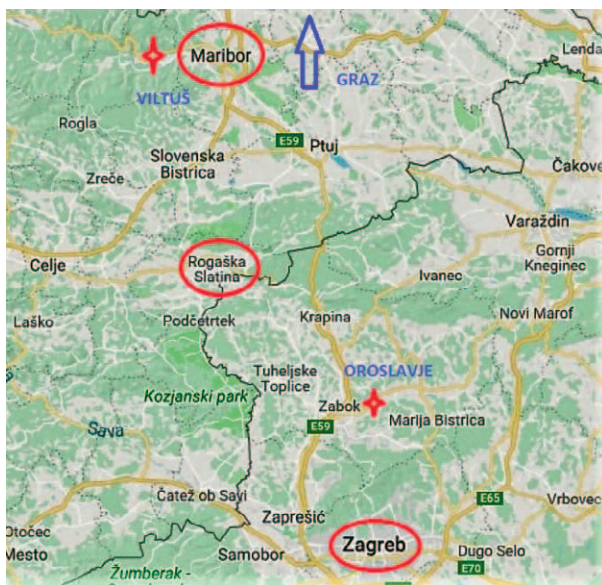 Maribor
Lenda
VILTUŠ
GRAZ
Rogla
E59
Ptuj
Slovenska
Bistrica
Zreče
Čakove
Varaždin
Celje
Rogaška
Slatina
Gornji
Kneginec
Ivanec
Laško
Podčetrtek
Krapina
Novi Marof
Tuheljske
Toplice
OROSLAVJE
Kozjanski park
Zabok
Marija Bistrica
Sava
E59
Čatež ob Savi
E65
Vrbovec
Zaprešić
Otočec
Mesto
Samobor
Zagreb
Dugo Selo
Žumberak -
E70